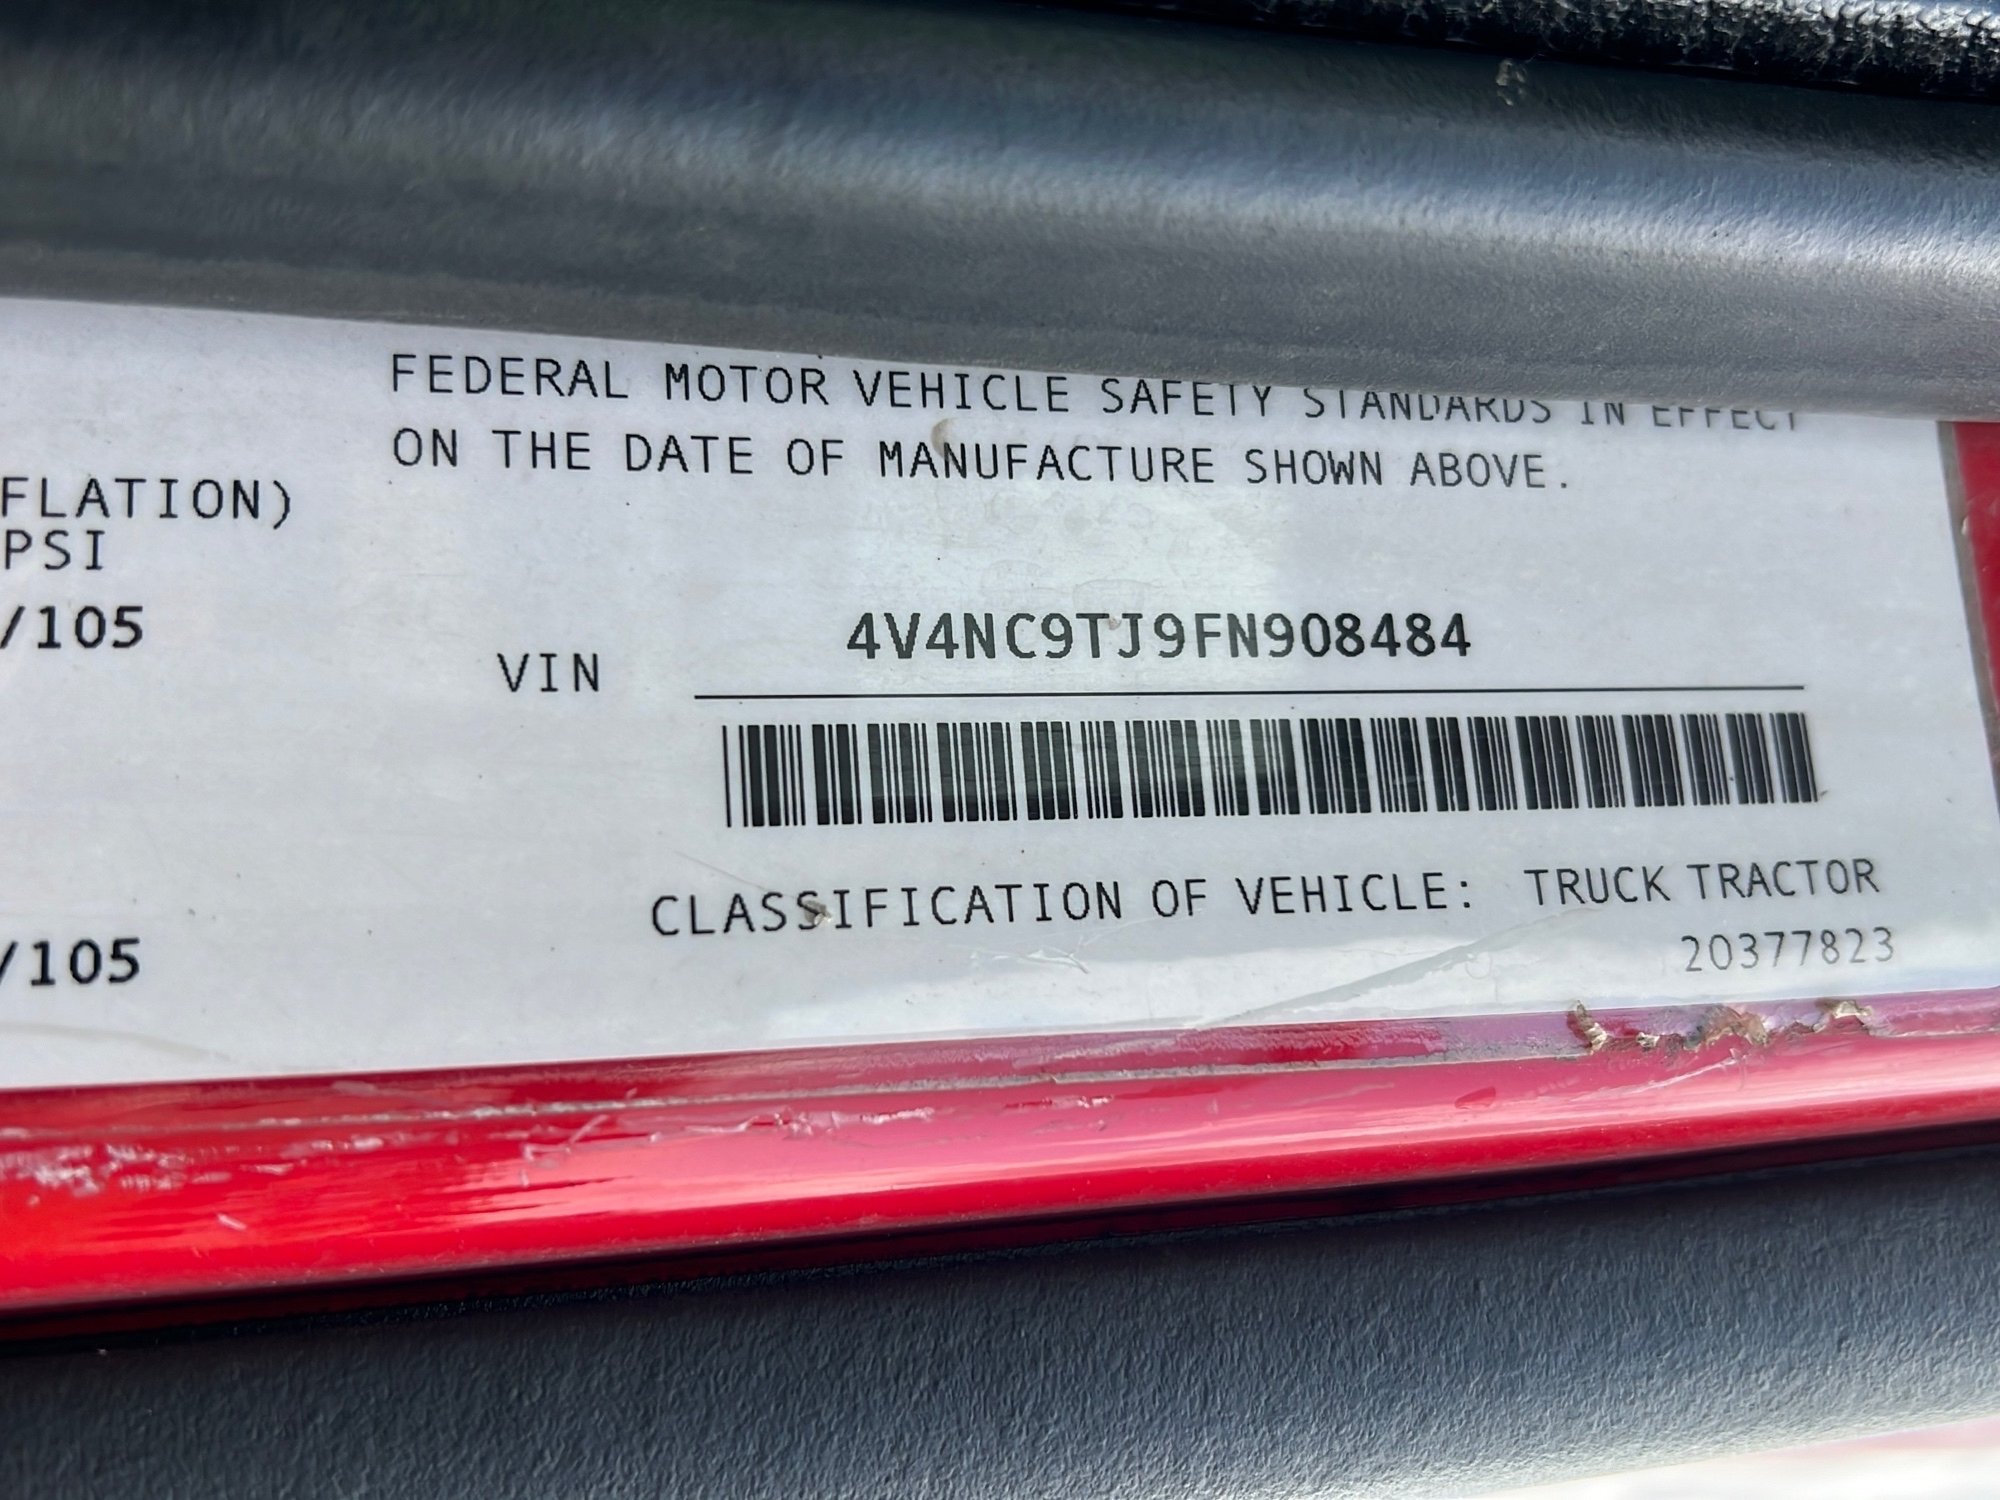 FEDERAL MOTOR VEHICLE SAFETY STANDARDS IN EFFECT
ON THE DATE OF MANUFACTURE SHOWN ABOVE.
FLATION)
PSI
/105
VIN 4V4NC9TJ9FN908484
CLASSIFICATION OF VEHICLE: TRUCK TRACTOR
/105
20377823